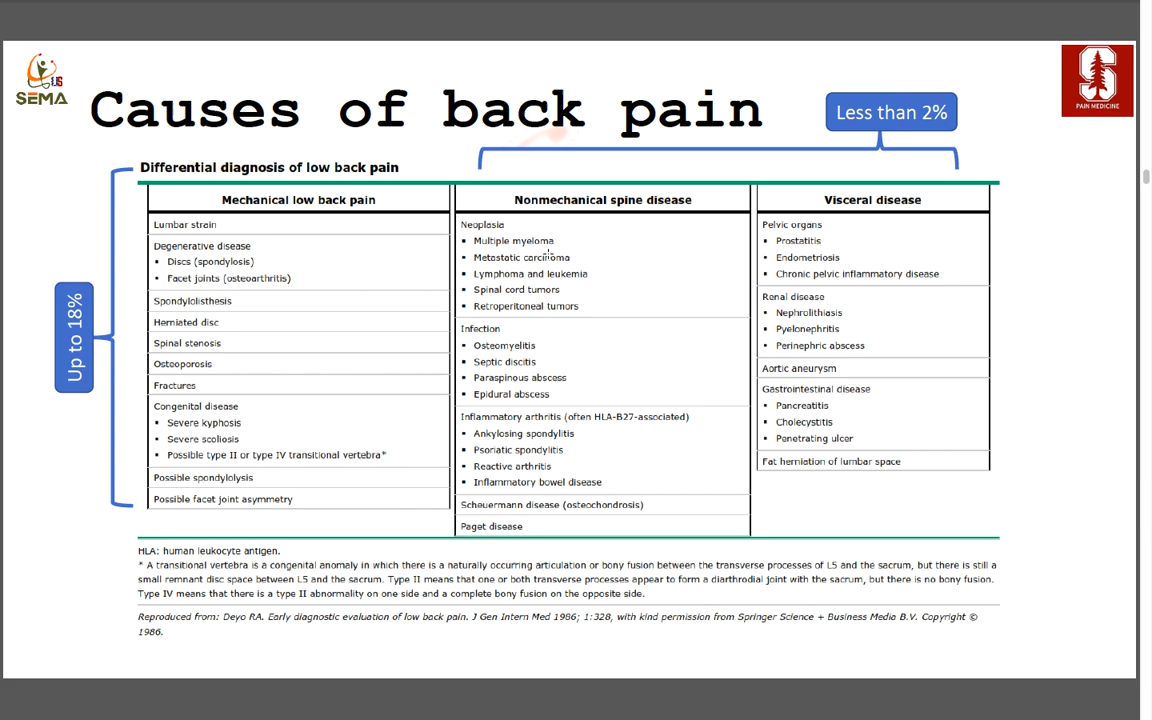 SEMA
Causes of back pain
PAIN MEDICINE
Less than 2%
Up to 18%
Differential diagnosis of low back pain
Mechanical low back pain
Lumbar strain
Degenerative disease
▪ Discs (spondylosis)
▪ Facet joints (osteoarthritis)
Spondylolisthesis
Herniated disc
Spinal stenosis
Osteoporosis
Fractures
Congenital disease
▪ Severe kyphosis
▪ Severe scoliosis
▪ Possible type II or type IV transitional vertebra*
Possible spondylolysis
Possible facet joint asymmetry
Nonmechanical spine disease
Neoplasia
▪ Multiple myeloma
▪ Metastatic carcinoma
▪ Lymphoma and leukemia
▪ Spinal cord tumors
▪ Retroperitoneal tumors
Infection
▪ Osteomyelitis
▪ Septic discitis
▪ Paraspinous abscess
▪ Epidural abscess
Inflammatory arthritis (often HLA-B27-associated)
▪ Ankylosing spondylitis
▪ Psoriatic spondylitis
▪ Reactive arthritis
▪ Inflammatory bowel disease
Scheuermann disease (osteochondrosis)
Paget disease
Visceral disease
Pelvic organs
▪ Prostatitis
▪ Endometriosis
▪ Chronic pelvic inflammatory disease
Renal disease
▪ Nephrolithiasis
▪ Pyelonephritis
▪ Perinephric abscess
Aortic aneurysm
Gastrointestinal disease
▪ Pancreatitis
▪ Cholecystitis
▪ Penetrating ulcer
Fat herniation of lumbar space
HLA: human leukocyte antigen.
* A transitional vertebra is a congenital anomaly in which there is a naturally occurring articulation or bony fusion between the transverse processes of L5 and the sacrum, but there is still a
small remnant disc space between L5 and the sacrum. Type II means that one or both transverse processes appear to form a diarthrodial joint with the sacrum, but there is no bony fusion.
Type IV means that there is a type II abnormality on one side and a complete bony fusion on the opposite side.
Reproduced from: Deyo RA. Early diagnostic evaluation of low back pain. J Gen Intern Med 1986; 1:328, with kind permission from Springer Science + Business Media B.V. Copyright ©
1986.